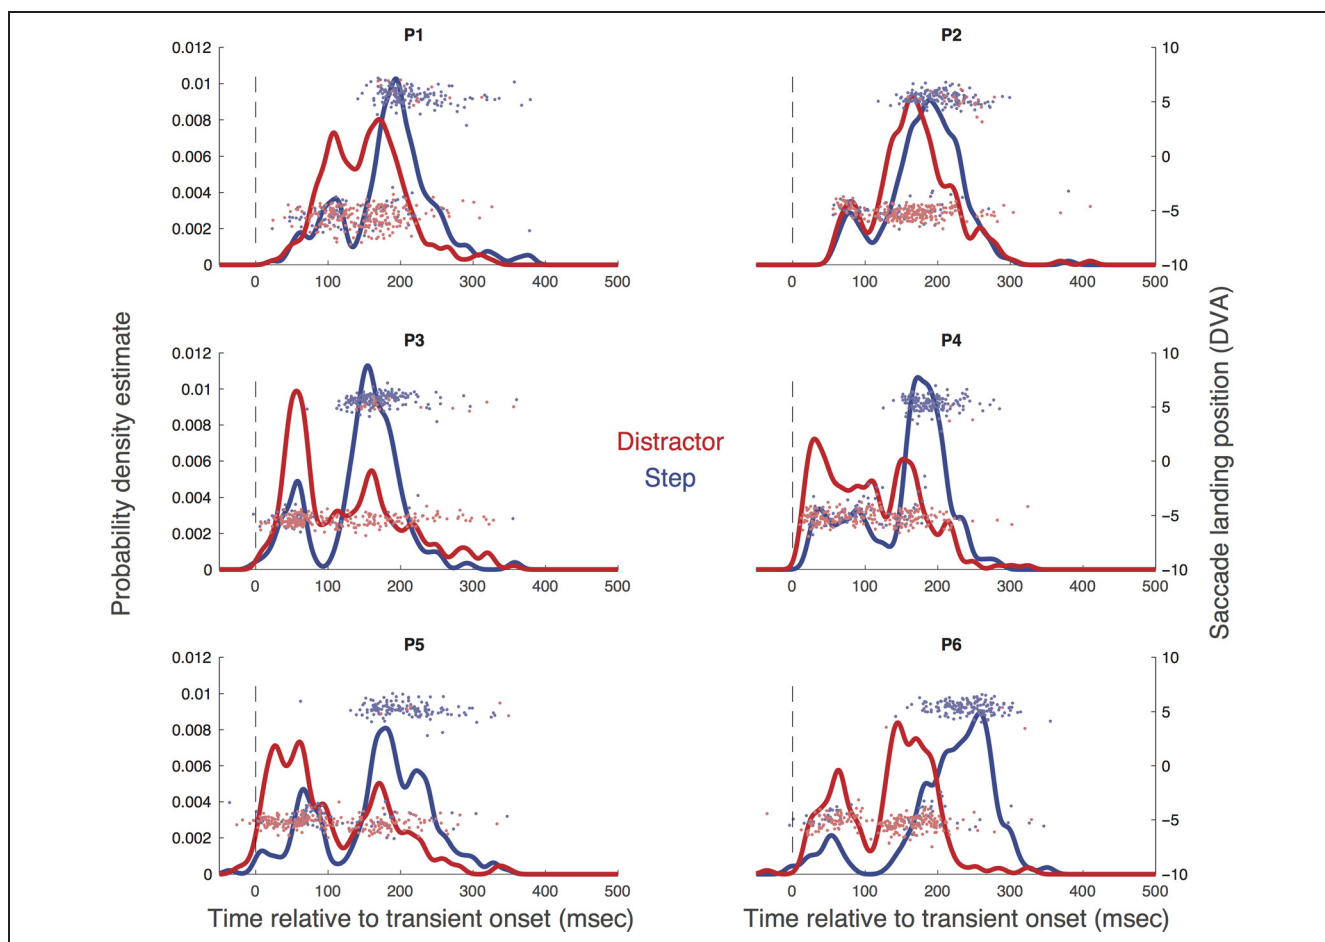 P1
P2
0.012
0.01
0.008
0.006
0.004
0.002
0
0 100 200 300 400 500
10
5
0
−5
−10
0 100 200 300 400 500
P3
P4
0.012
0.01
0.008
0.006
0.004
0.002
0
0 100 200 300 400 500
Distractor
Step
10
5
0
−5
−10
0 100 200 300 400 500
Probability density estimate
Saccade landing position (DVA)
P5
P6
0.012
0.01
0.008
0.006
0.004
0.002
0
0 100 200 300 400 500
10
5
0
−5
−10
0 100 200 300 400 500
Time relative to transient onset (msec)
Time relative to transient onset (msec)